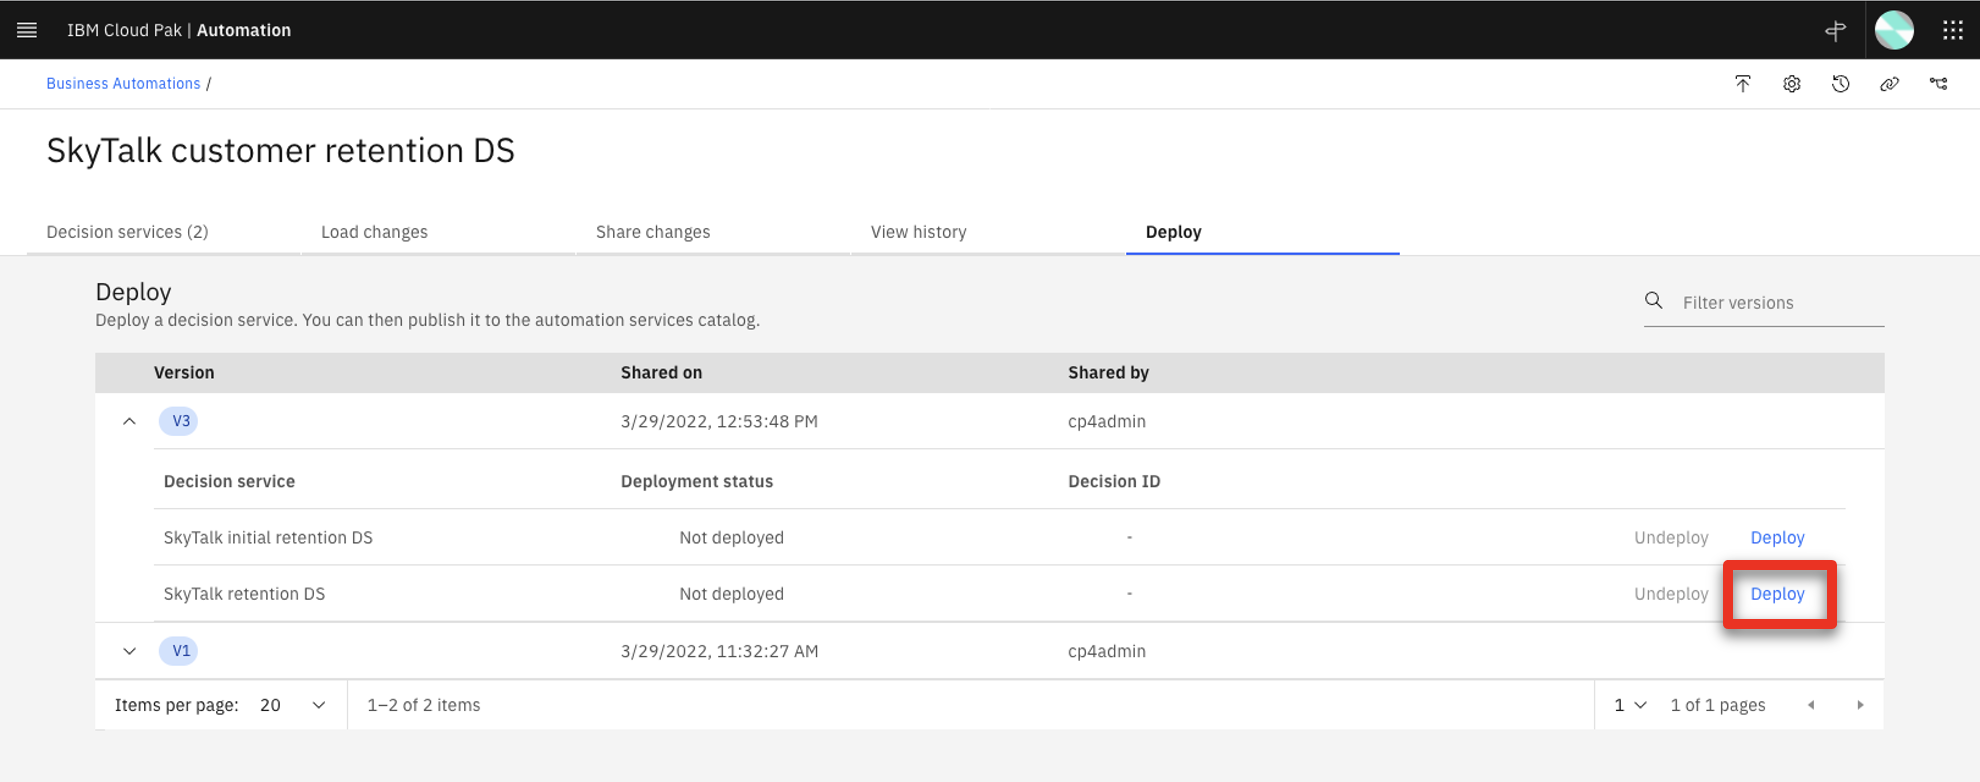 IBM Cloud Pak | Automation
Business Automations /
SkyTalk customer retention DS
Decision services (2) Load changes Share changes View history Deploy
Deploy
Deploy a decision service. You can then publish it to the automation services catalog.
Filter versions
Version Shared on Shared by
V3 3/29/2022, 12:53:48 PM cp4admin
Decision service Deployment status Decision ID
SkyTalk initial retention DS Not deployed - Undeploy Deploy
SkyTalk retention DS Not deployed - Undeploy Deploy
V1 3/29/2022, 11:32:27 AM cp4admin
Items per page: 20 1–2 of 2 items 1 1 of 1 pages